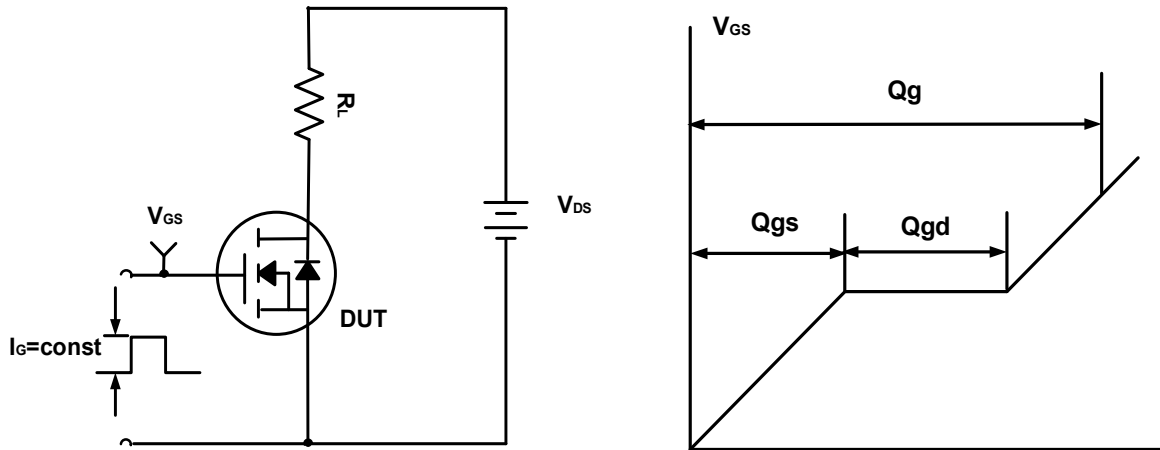 RL
VGS
VDS
DUT
IG=const
VGS
Qg
Qgs
Qgd